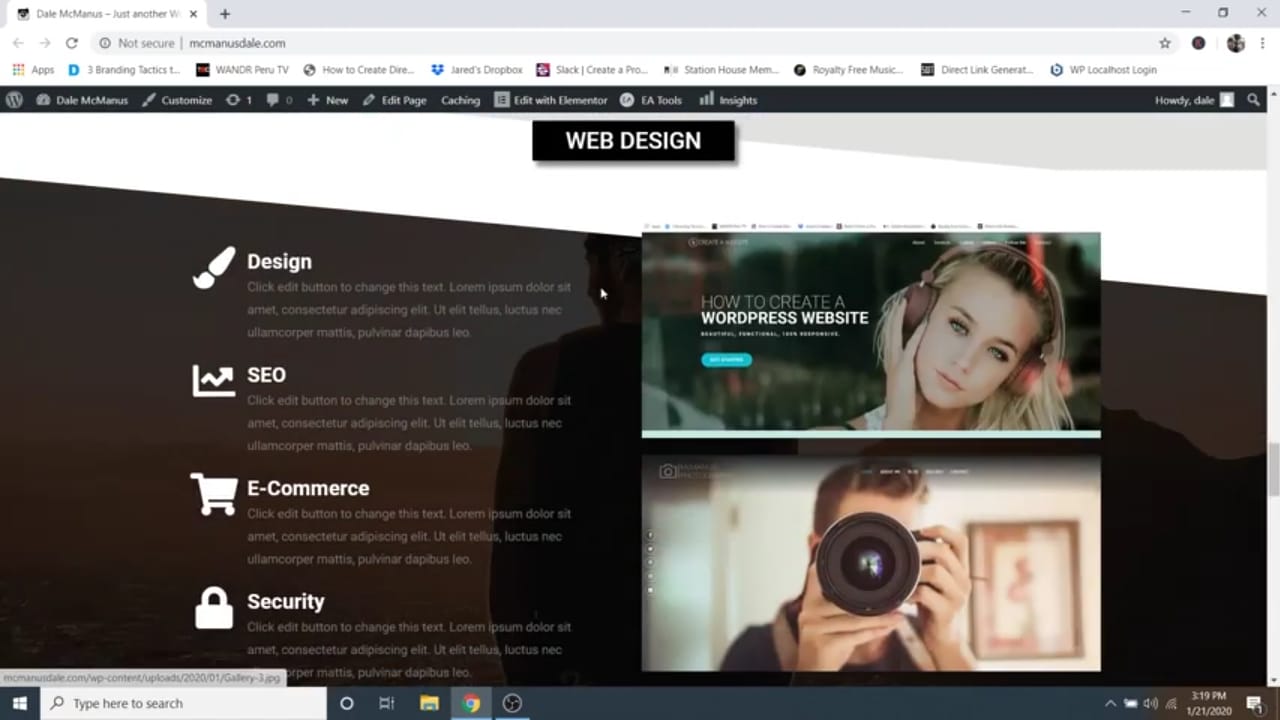 Dale McManus – Just another W
Not secure | mcmanusdale.com
Apps
3 Branding Tactics t...
WANDR Peru TV
How to Create Dire...
Jared's Dropbox
Slack | Create a Pro...
Station House Mem...
Royalty Free Music...
Direct Link Generat...
WP Localhost Login
Dale McManus
Customize
1
0
New
Edit Page
Caching
Edit with Elementor
EA Tools
Insights
Howdy, dale
WEB DESIGN
Design
Click edit button to change this text. Lorem ipsum dolor sit
amet, consectetur adipiscing elit. Ut elit tellus, luctus nec
ullamcorper mattis, pulvinar dapibus leo.
SEO
Click edit button to change this text. Lorem ipsum dolor sit
amet, consectetur adipiscing elit. Ut elit tellus, luctus nec
ullamcorper mattis, pulvinar dapibus leo.
E-Commerce
Click edit button to change this text. Lorem ipsum dolor sit
amet, consectetur adipiscing elit. Ut elit tellus, luctus nec
ullamcorper mattis, pulvinar dapibus leo.
Security
Click edit button to change this text. Lorem ipsum dolor sit
amet, consectetur adipiscing elit. Ut elit tellus, luctus nec
orper mattis, pulvinar dapibus leo.
CREATE A WEBSITE
HOW TO CREATE A
WORDPRESS WEBSITE
BEAUTIFUL, FUNCTIONAL, 100% RESPONSIVE.
GET STARTED
mcmanusdale.com/wp-content/uploads/2020/01/Gallery-3.jpg
Type here to search
3:19 PM
1/21/2020
1